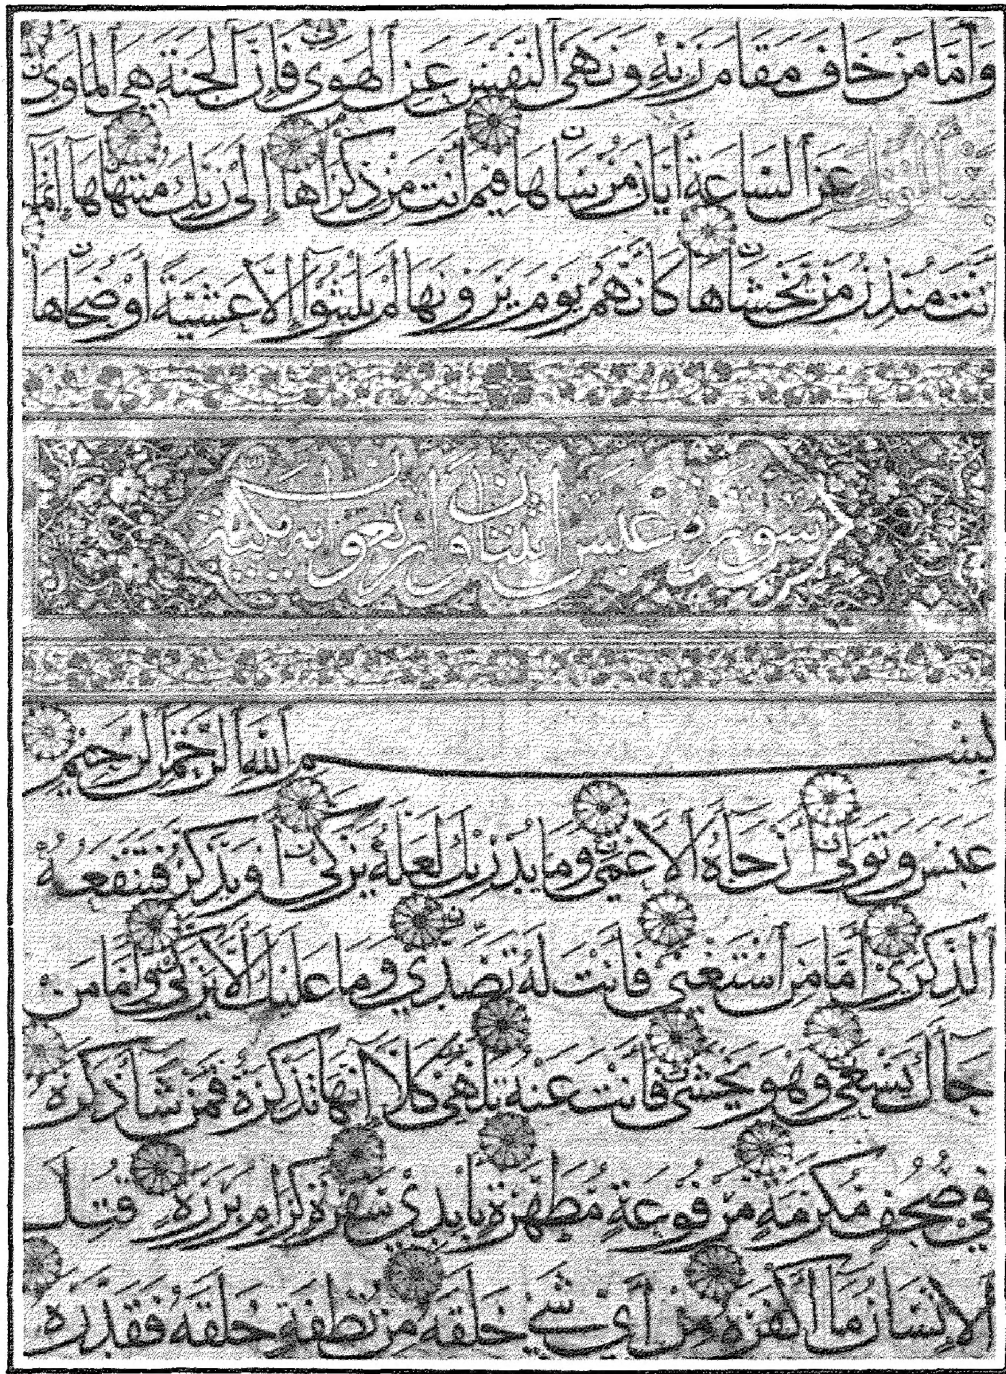 وأما من خاف مقام ربه ونهى النفس عن الهوى فإن الجنة هي المأوى
عن الساعة أيان مرساها فيم أنت من ذكراها إلى ربك منتهاها إنما
أنت منذر من يخشاها كأنهم يوم يرونها لم يلبثوا إلا عشية أو ضحاها
سورة عبس اثنتان وأربعون آية مكية
بسم الله الرحمن الرحيم
عبس وتولى أن جاءه الأعمى وما يدريك لعله يزكى أو يذكر فتنفعه
الذكرى أما من استغنى فأنت له تصدى وما عليك ألا يزكى وأما من
جاءك يسعى وهو يخشى فأنت عنه تلهى كلا إنها تذكرة فمن شاء ذكره
في صحف مكرمة مرفوعة مطهرة بأيدي سفرة كرام بررة قتل
الإنسان ما أكفره من أي شيء خلقه من نطفة خلقه فقدره